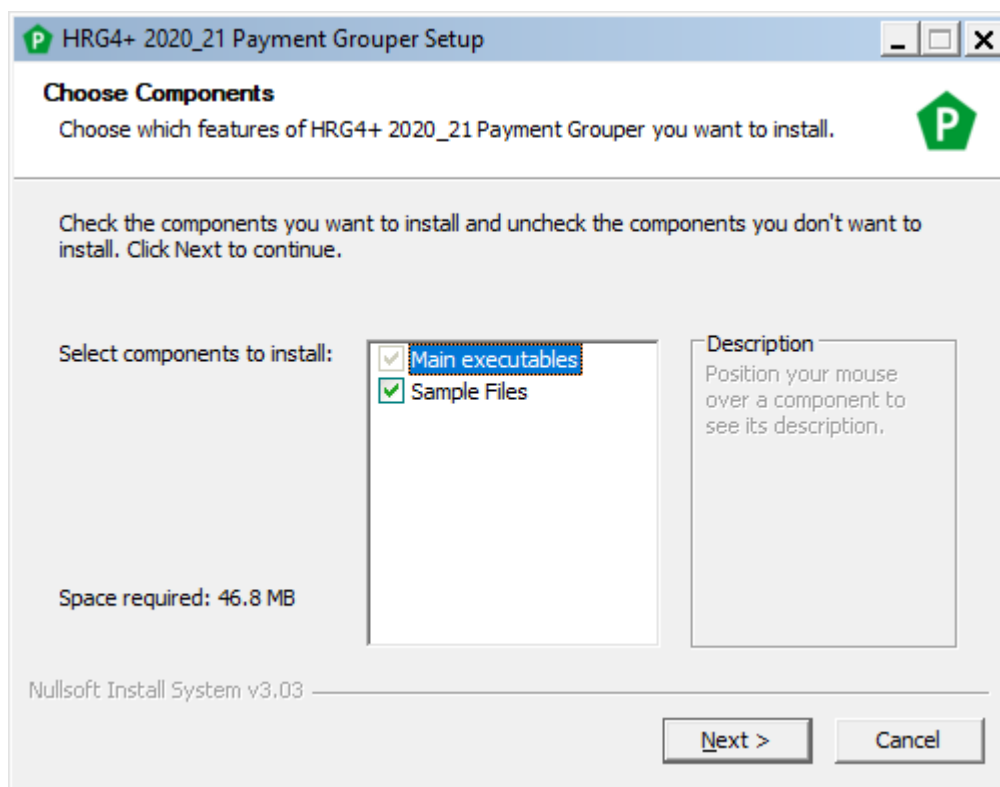 P HRG4+ 2020_21 Payment Grouper Setup
Choose Components
Choose which features of HRG4+ 2020_21 Payment Grouper you want to install.
P
Check the components you want to install and uncheck the components you don't want to
install. Click Next to continue.
Select components to install:
Main executables
Sample Files
Description
Position your mouse
over a component to
see its description.
Space required: 46.8 MB
Nullsoft Install System v3.03
Next >
Cancel